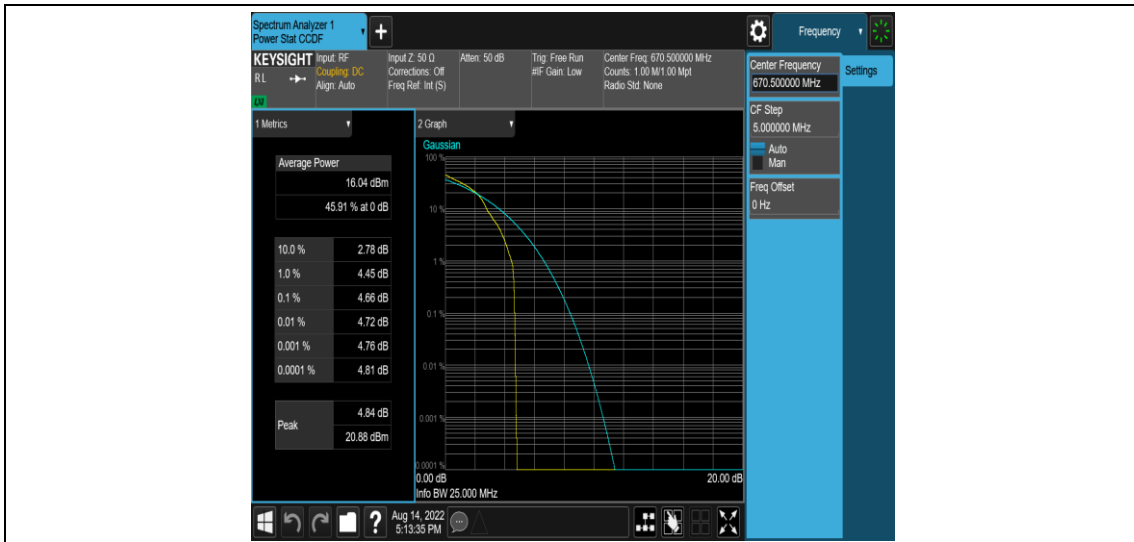 Spectrum Analyzer 1
Power Stat CCDF
+
Frequency
KEYSIGHT
RL
LXI
Input: RF
Coupling: DC
Align: Auto
Input Z: 50 Ω
Corrections: Off
Freq Ref: Int (S)
Atten: 50 dB
Trig: Free Run
#IF Gain: Low
Center Freq: 670.500000 MHz
Counts: 1.00 M/1.00 Mpt
Radio Std: None
Center Frequency
670.500000 MHz
Settings
CF Step
5.000000 MHz
Auto
Man
Freq Offset
0 Hz
1 Metrics
Average Power
16.04 dBm
45.91 % at 0 dB
10.0 % 2.78 dB
1.0 % 4.45 dB
0.1 % 4.66 dB
0.01 % 4.72 dB
0.001 % 4.76 dB
0.0001 % 4.81 dB
Peak
4.84 dB
20.88 dBm
2 Graph
Gaussian
100 %
10 %
1 %
0.1 %
0.01 %
0.001 %
0.0001 %
0.00 dB 20.00 dB
Info BW 25.000 MHz
?
Aug 14, 2022
5:13:35 PM